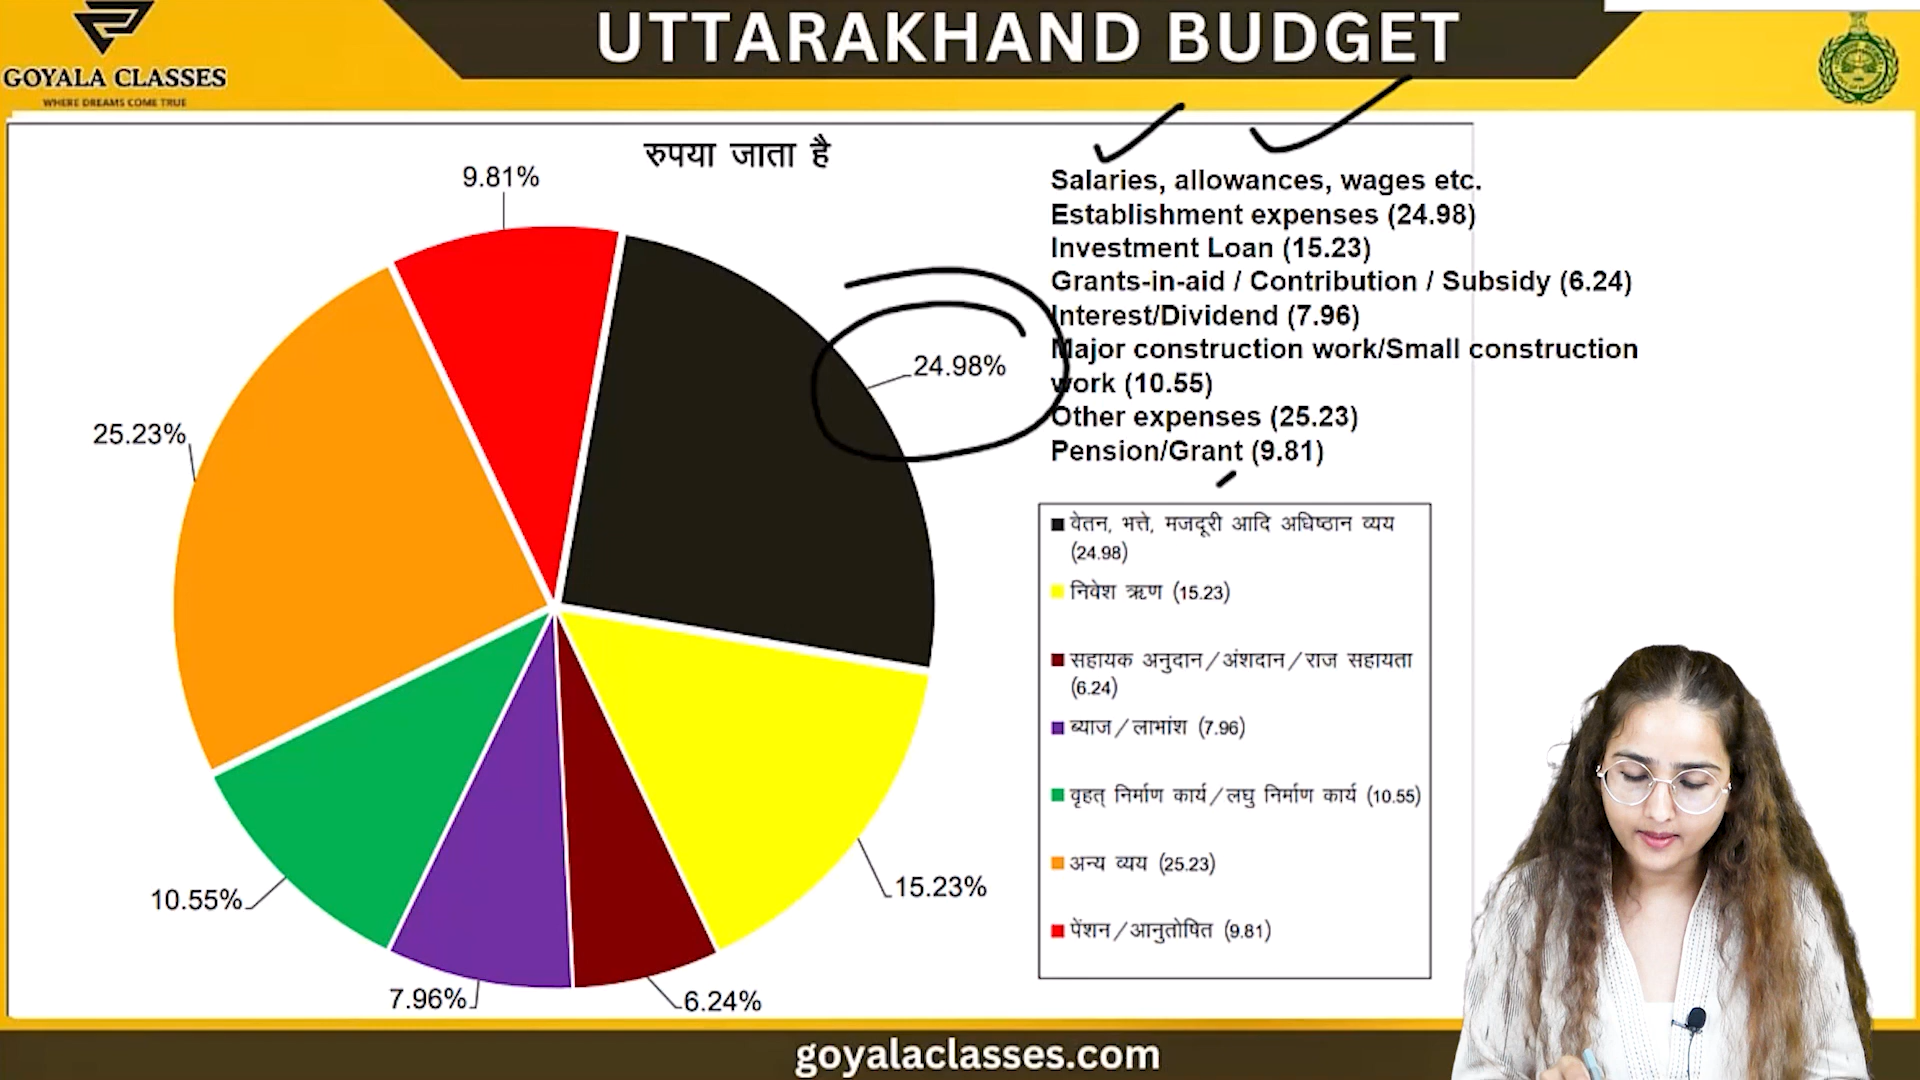 UTTARAKHAND BUDGET
GOYALA CLASSES
WHERE DREAMS COME TRUE
रुपया जाता है
9.81%
24.98%
25.23%
15.23%
10.55%
7.96%
6.24%
Salaries, allowances, wages etc.
Establishment expenses (24.98)
Investment Loan (15.23)
Grants-in-aid / Contribution / Subsidy (6.24)
Interest/Dividend (7.96)
Major construction work/Small construction
work (10.55)
Other expenses (25.23)
Pension/Grant (9.81)
वेतन, भत्ते, मजदूरी आदि अधिष्ठान व्यय
(24.98)
निवेश ऋण (15.23)
सहायक अनुदान/अंशदान/राज सहायता
(6.24)
ब्याज/लाभांश (7.96)
वृहत् निर्माण कार्य/लघु निर्माण कार्य (10.55)
अन्य व्यय (25.23)
पेंशन/आनुतोषित (9.81)
goyalaclasses.com